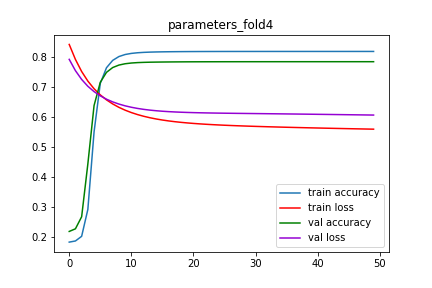 parameters_fold4
0.8
0.7
0.6
0.5
0.4
0.3
0.2
train accuracy
train loss
val accuracy
val loss
0 10 20 30 40 50